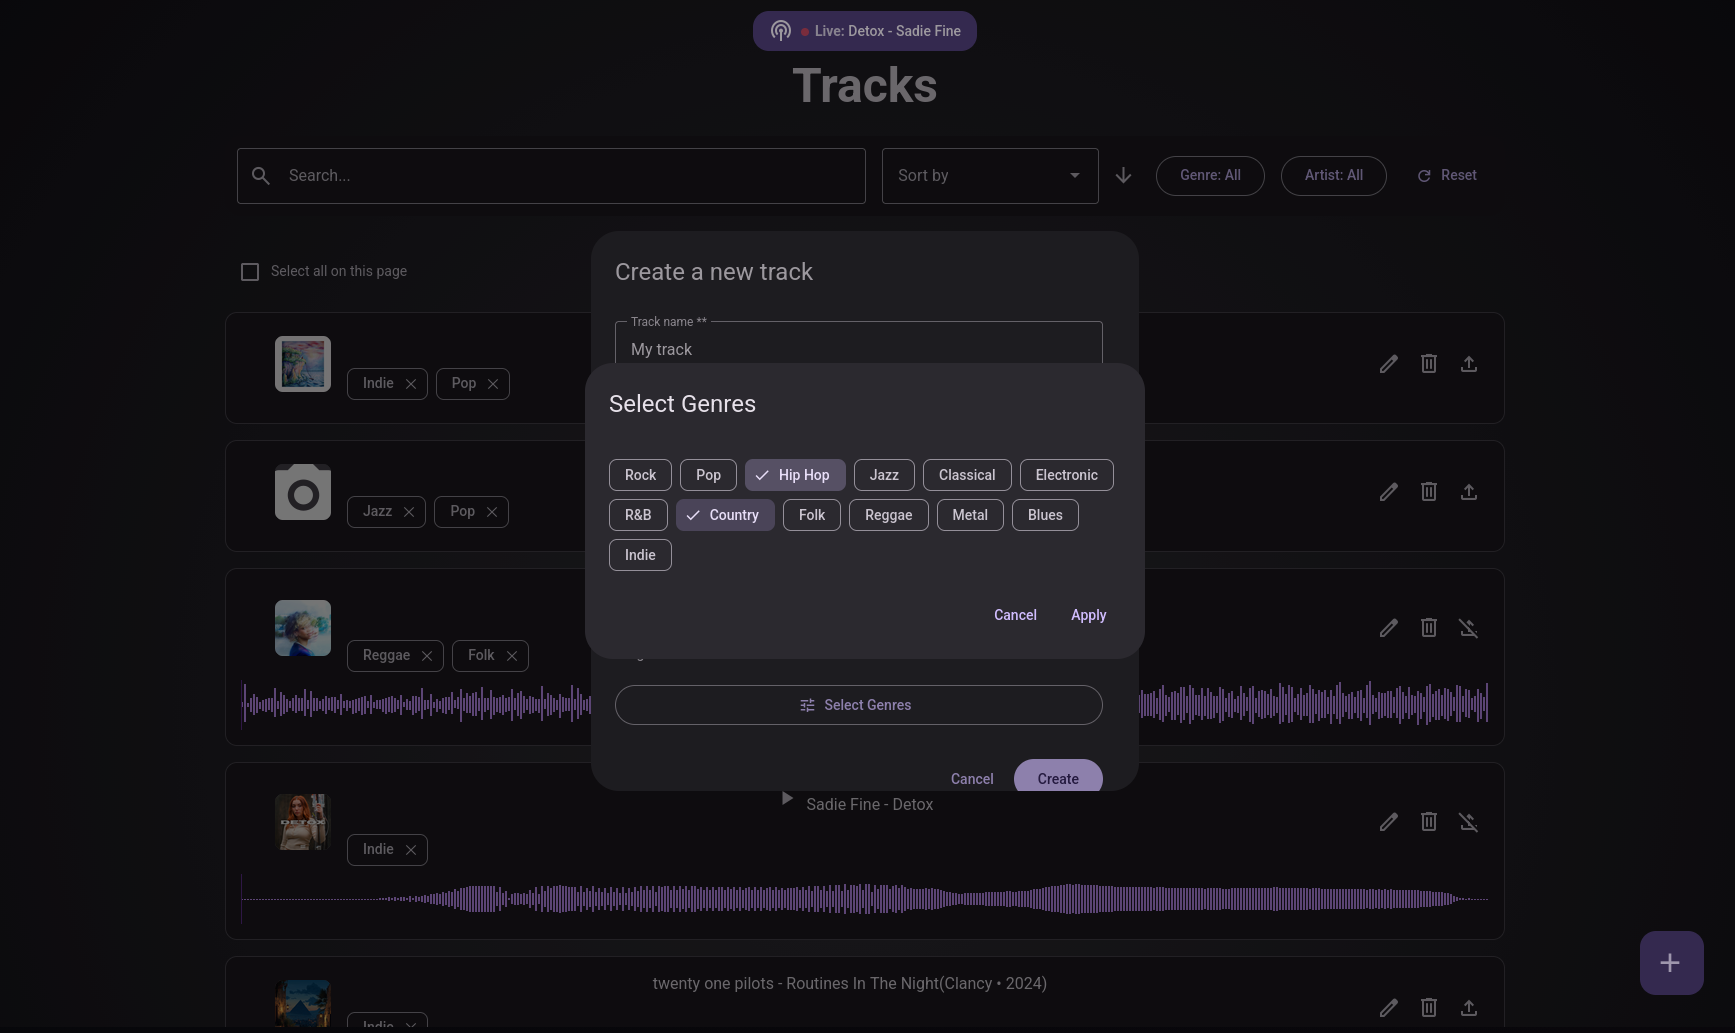 Live: Detox - Sadie Fine
Tracks
Search...
Sort by
Genre: All
Artist: All
Reset
Select all on this page
Create a new track
Track name **
My track
Indie
Pop
Select Genres
Rock
Pop
Hip Hop
Jazz
Classical
Electronic
R&B
Country
Folk
Reggae
Metal
Blues
Indie
Cancel
Apply
Jazz
Pop
Reggae
Folk
Select Genres
Cancel
Create
Sadie Fine - Detox
DETOX
Indie
twenty one pilots - Routines In The Night(Clancy • 2024)
Indie